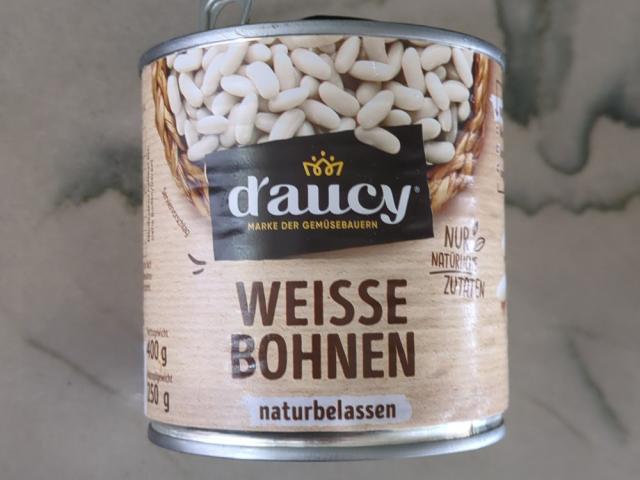 d'aucy®
MARKE DER GEMÜSEBAUERN
NUR
NATÜRLICHE
ZUTATEN
WEISSE
BOHNEN
naturbelassen
400 g
250 g